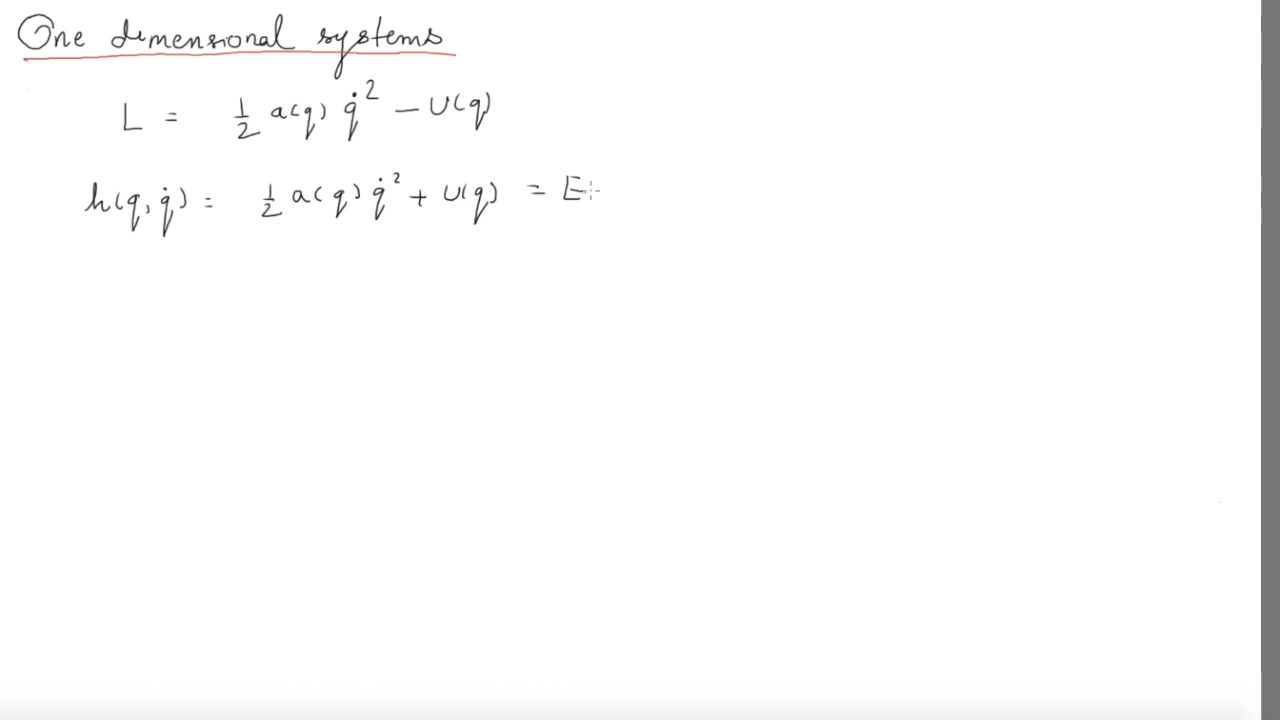 One dimensional systems
L = 1/2 a(q) q̇² − U(q)
h(q, q̇) = 1/2 a(q) q̇² + U(q) = E